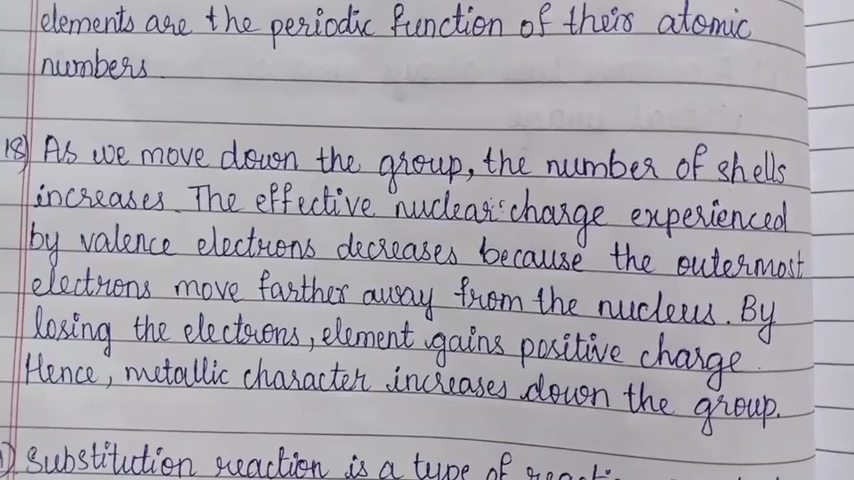 elements are the periodic function of their atomic
numbers
18) As we move down the group, the number of shells
increases. The effective nuclear charge experienced
by valence electrons decreases because the outermost
electrons move farther away from the nucleus. By
losing the electrons, element gains positive charge.
Hence, metallic character increases down the group.
Substitution reaction is a type of